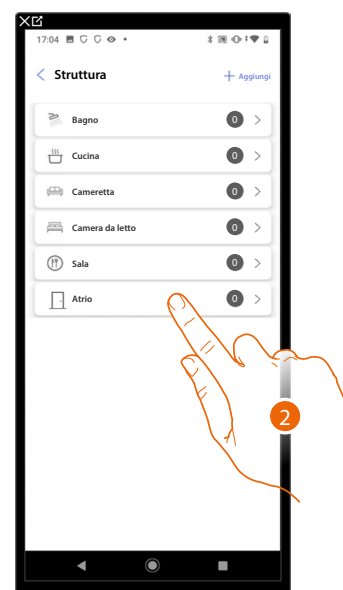 17:04
Struttura
Aggiungi
Bagno 0
Cucina 0
Cameretta 0
Camera da letto 0
Sala 0
Atrio 0
2